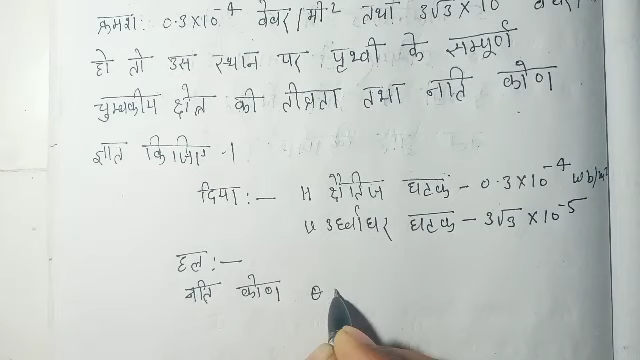 क्रमश: 0.3×10⁻⁴ वेबर/मी² तथा 3√3×10
हो तो उस स्थान पर पृथ्वी के सम्पूर्ण
चुम्बकीय क्षेत्र की तीव्रता तथा नति कोण
ज्ञात किजिए -।
दिया:- H क्षैतिज घटक - 0.3×10⁻⁴ wb/m²
V उर्ध्वाधर घटक - 3√3 ×10⁻⁵
हल:-
नति कोण θ